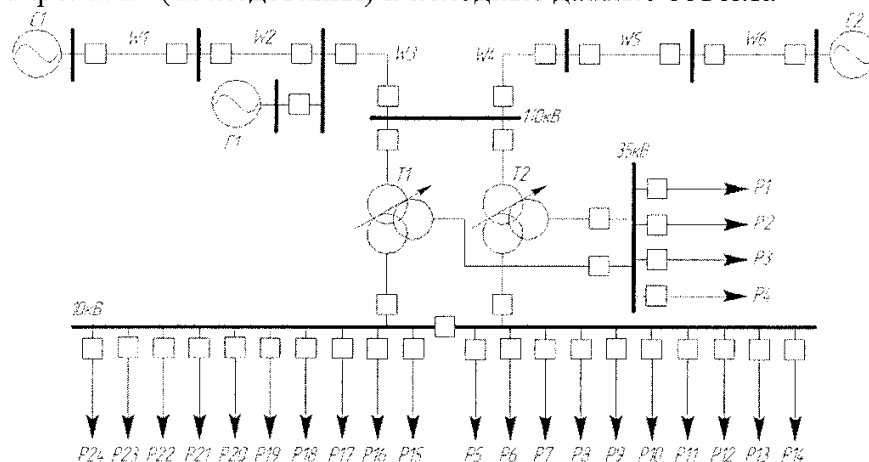 С1 W1 W2 W3 W4 W5 W6 С2
Г1
110кВ
35кВ
Т1 Т2
Р1
Р2
Р3
Р4
10кВ
Р24 Р23 Р22 Р21 Р20 Р19 Р18 Р17 Р16 Р15 Р5 Р6 Р7 Р8 Р9 Р10 Р11 Р12 Р13 Р14